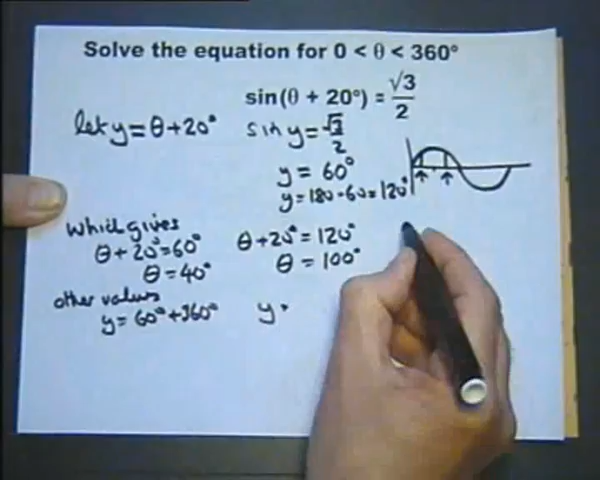 Solve the equation for 0 < θ < 360°
sin(θ + 20°) = √3/2
let y = θ + 20°
sin y = √3/2
y = 60°
y = 180 - 60 = 120°
which gives
θ + 20° = 60°
θ = 40°
θ + 20° = 120°
θ = 100°
other values
y = 60° + 360°
y